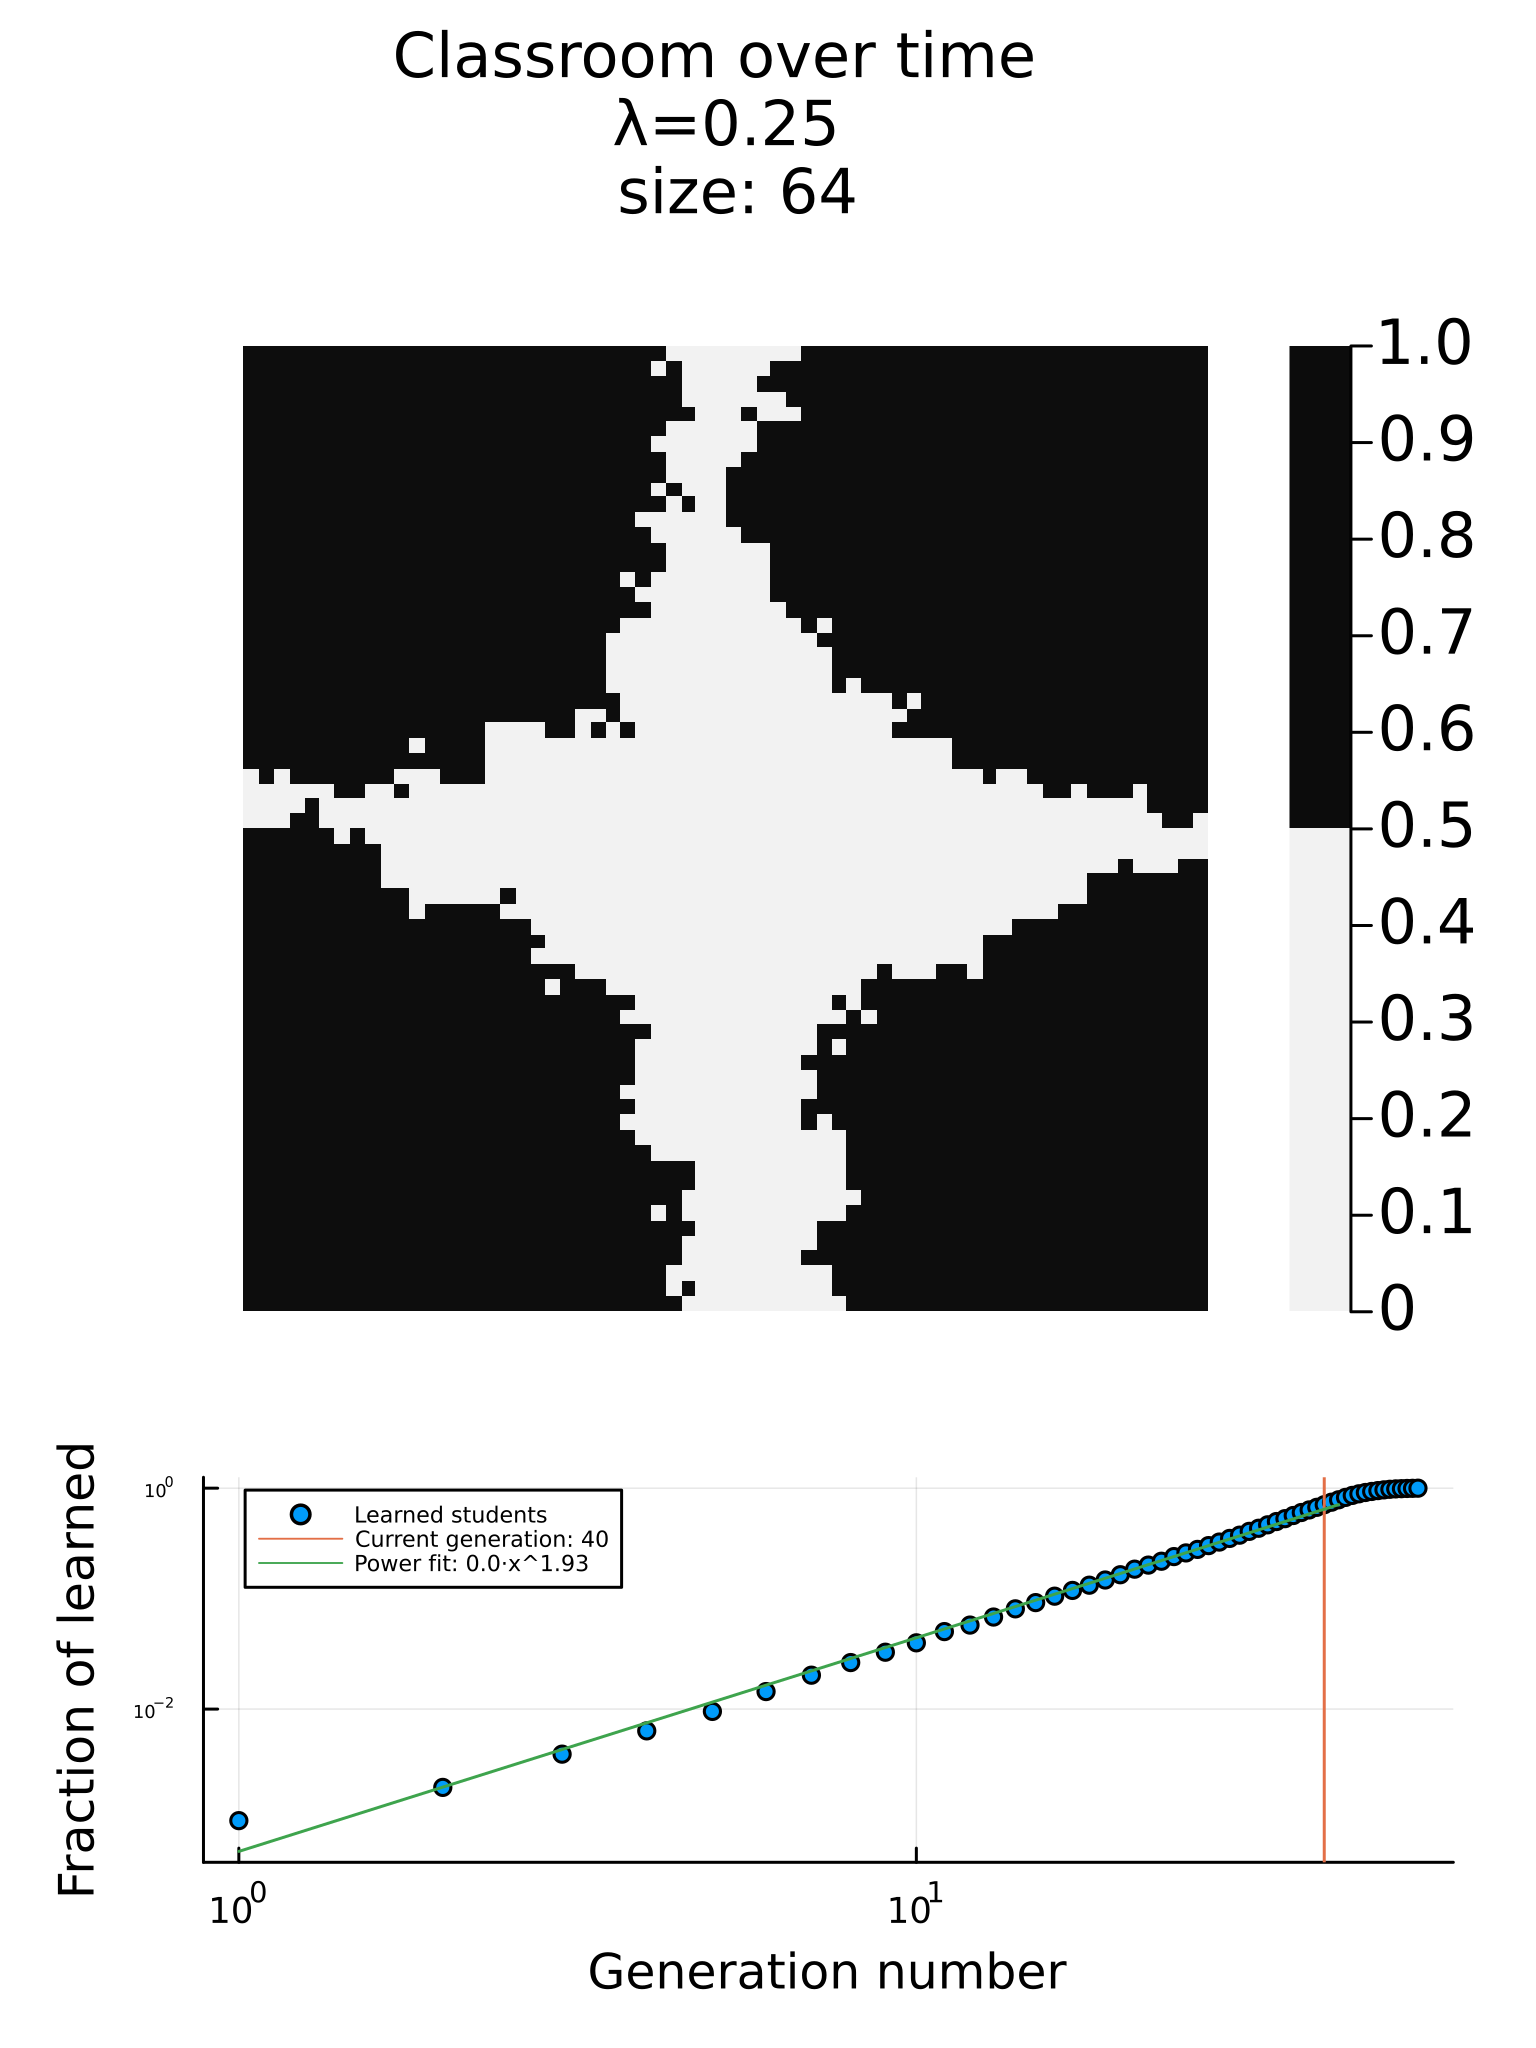 Classroom over time
λ=0.25
size: 64
1.0
0.9
0.8
0.7
0.6
0.5
0.4
0.3
0.2
0.1
0
Fraction of learned
10^0
10^−2
Learned students
Current generation: 40
Power fit: 0.0·x^1.93
10^0
10^1
Generation number